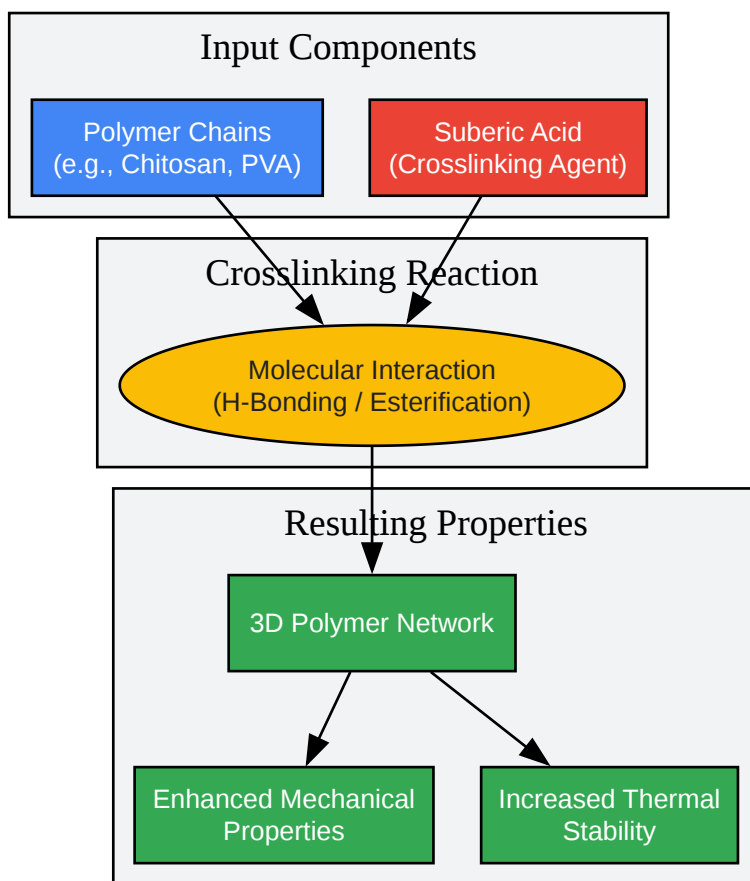 Input Components
Polymer Chains
(e.g., Chitosan, PVA)
Suberic Acid
(Crosslinking Agent)
Crosslinking Reaction
Molecular Interaction
(H-Bonding / Esterification)
Resulting Properties
3D Polymer Network
Enhanced Mechanical
Properties
Increased Thermal
Stability